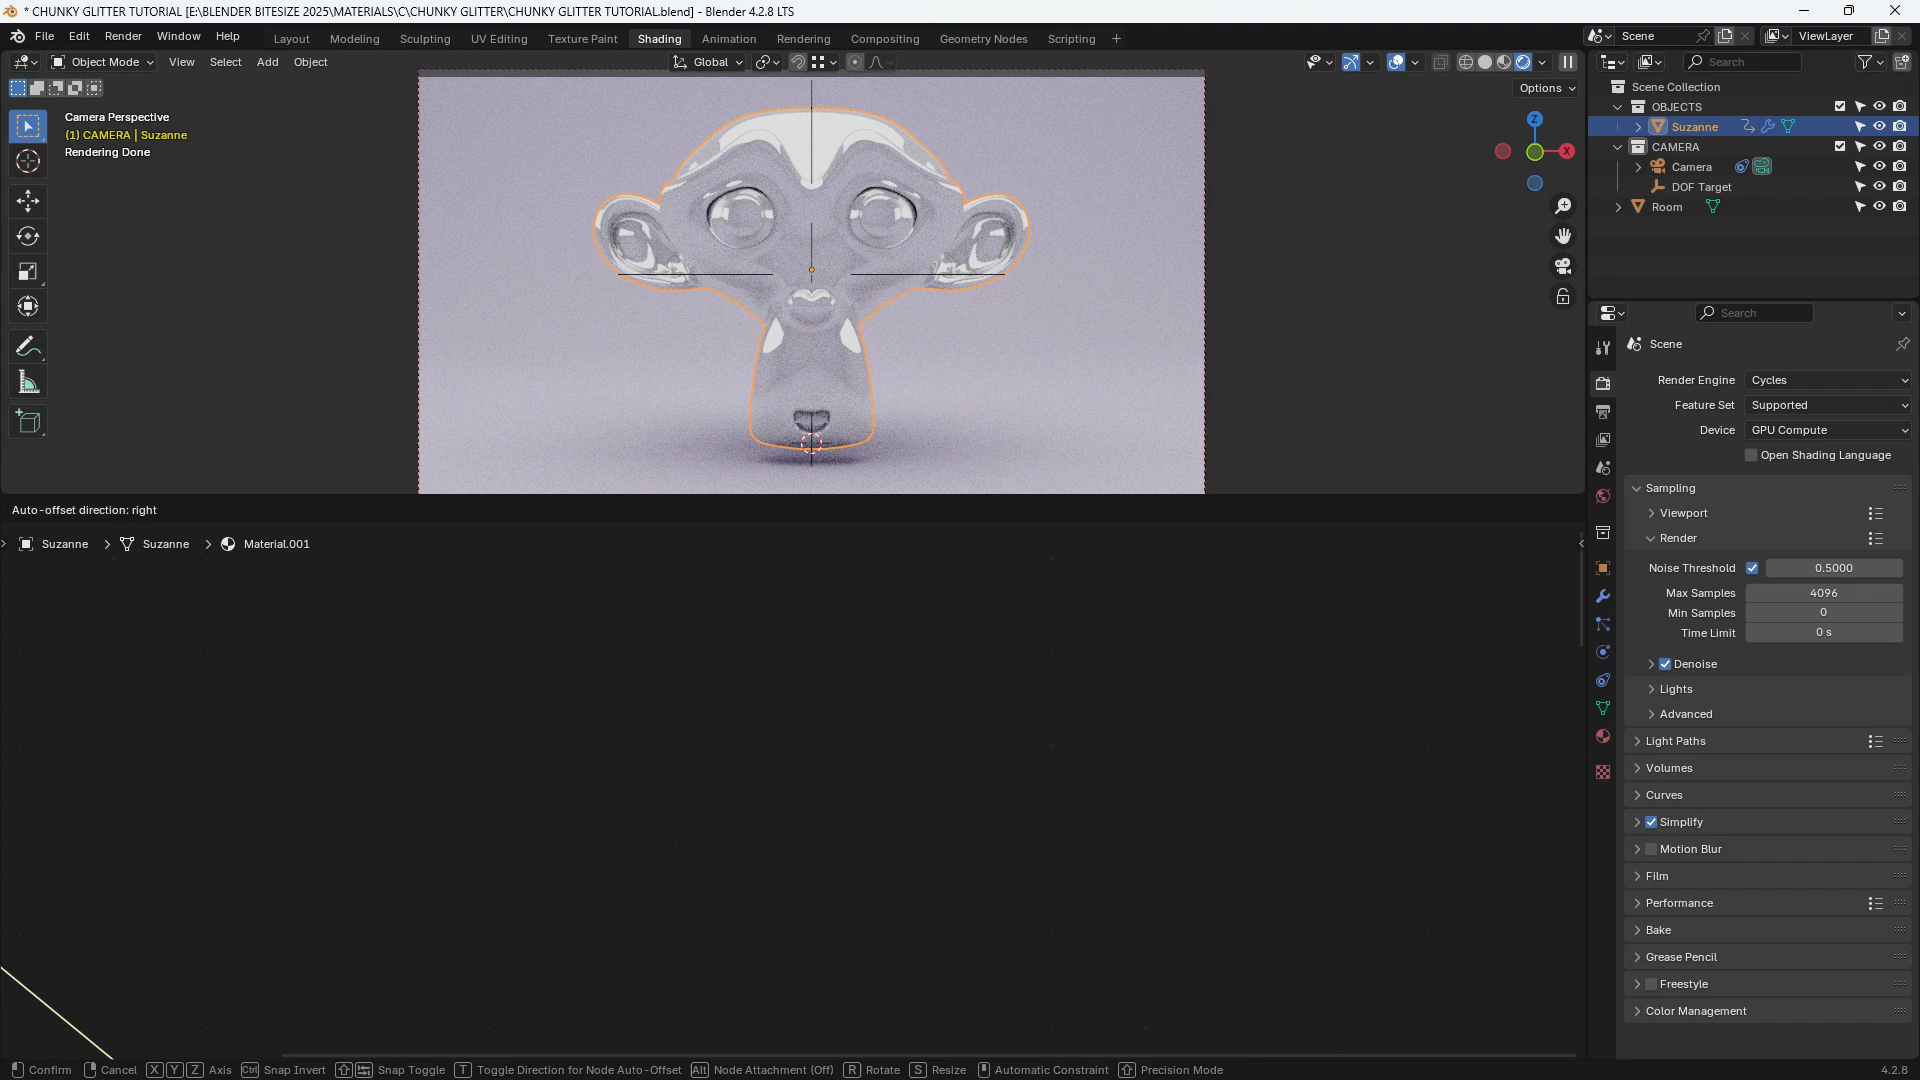 * CHUNKY GLITTER TUTORIAL [E:\BLENDER BITESIZE 2025\MATERIALS\C\CHUNKY GLITTER\CHUNKY GLITTER TUTORIAL.blend] - Blender 4.2.8 LTS
File Edit Render Window Help Layout Modeling Sculpting UV Editing Texture Paint Shading Animation Rendering Compositing Geometry Nodes Scripting + Scene ViewLayer
Object Mode View Select Add Object Global Search
Options
Camera Perspective
(1) CAMERA | Suzanne
Rendering Done
Z
X
Scene Collection
OBJECTS
Suzanne
CAMERA
Camera
DOF Target
Room
Search
Scene
Render Engine Cycles
Feature Set Supported
Device GPU Compute
Open Shading Language
Sampling
Viewport
Render
Noise Threshold 0.5000
Max Samples 4096
Min Samples 0
Time Limit 0 s
Denoise
Lights
Advanced
Light Paths
Volumes
Curves
Simplify
Motion Blur
Film
Performance
Bake
Grease Pencil
Freestyle
Color Management
Auto-offset direction: right
Suzanne > Suzanne > Material.001
Confirm Cancel X Y Z Axis Ctrl Snap Invert Snap Toggle T Toggle Direction for Node Auto-Offset Alt Node Attachment (Off) R Rotate S Resize Automatic Constraint Precision Mode 4.2.8